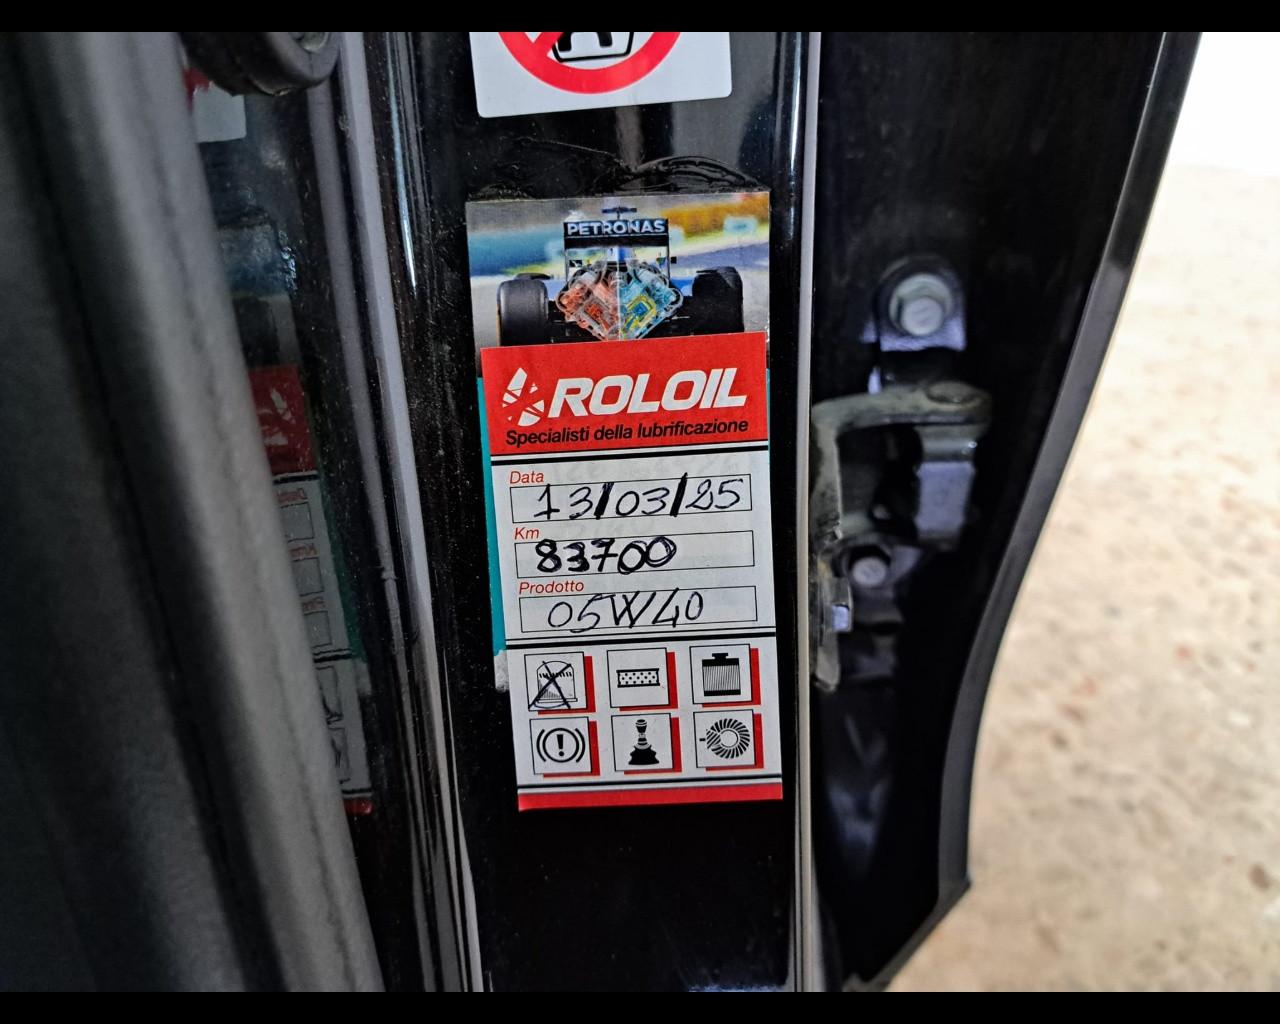 PETRONAS
ROLOIL
Specialisti della lubrificazione
Data
13/03/25
Km
83700
Prodotto
05W40